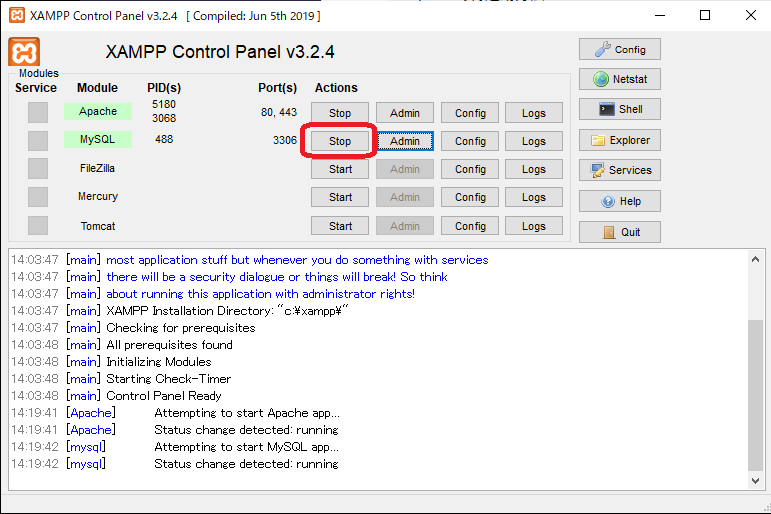 XAMPP Control Panel v3.2.4 [ Compiled: Jun 5th 2019 ]
XAMPP Control Panel v3.2.4
Config
Modules
Service Module PID(s) Port(s) Actions
Netstat
Apache 5180 3068 80, 443 Stop Admin Config Logs
Shell
MySQL 488 3306 Stop Admin Config Logs
Explorer
FileZilla Start Admin Config Logs
Services
Mercury Start Admin Config Logs
Help
Tomcat Start Admin Config Logs
Quit
14:03:47 [main] most application stuff but whenever you do something with services
14:03:47 [main] there will be a security dialogue or things will break! So think
14:03:47 [main] about running this application with administrator rights!
14:03:47 [main] XAMPP Installation Directory: "c:¥xampp¥"
14:03:47 [main] Checking for prerequisites
14:03:48 [main] All prerequisites found
14:03:48 [main] Initializing Modules
14:03:48 [main] Starting Check-Timer
14:03:48 [main] Control Panel Ready
14:19:41 [Apache] Attempting to start Apache app...
14:19:41 [Apache] Status change detected: running
14:19:42 [mysql] Attempting to start MySQL app...
14:19:42 [mysql] Status change detected: running